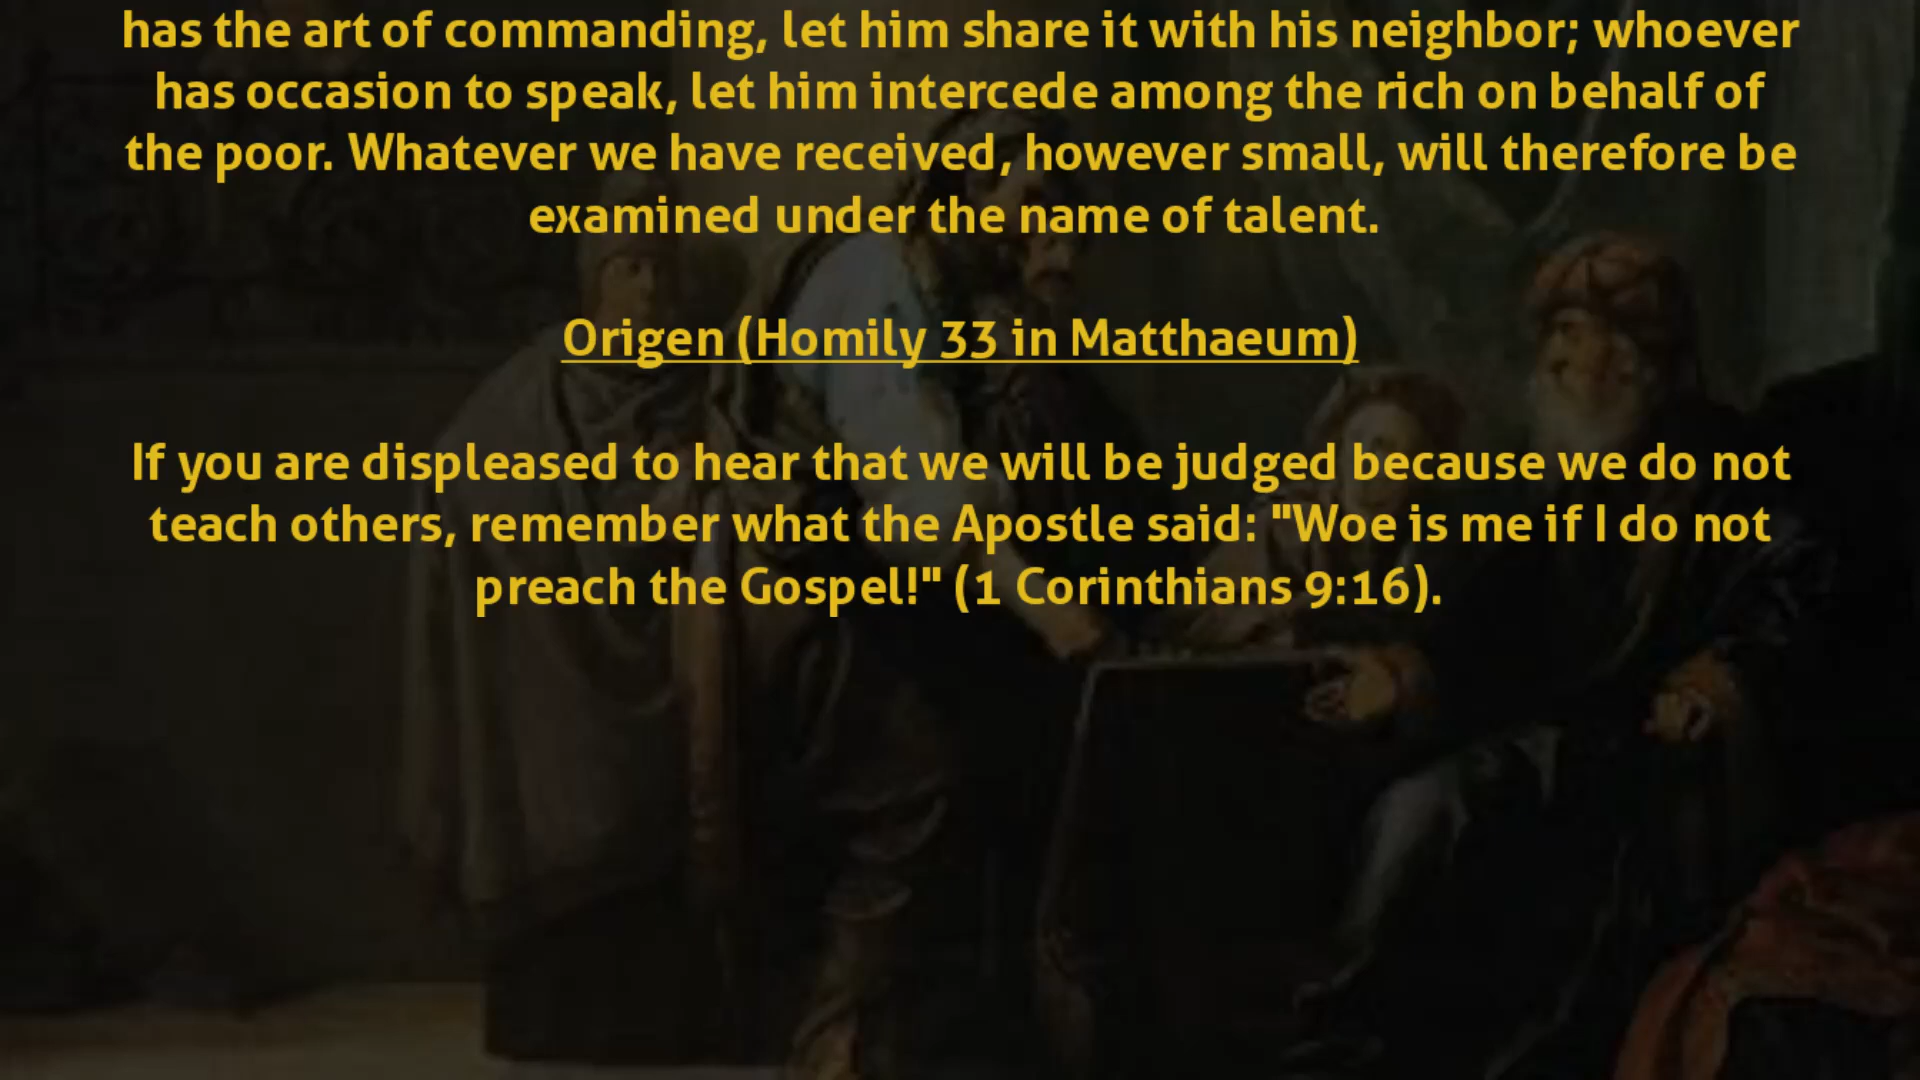 has the art of commanding, let him share it with his neighbor; whoever
has occasion to speak, let him intercede among the rich on behalf of
the poor. Whatever we have received, however small, will therefore be
examined under the name of talent.
Origen (Homily 33 in Matthaeum)
If you are displeased to hear that we will be judged because we do not
teach others, remember what the Apostle said: "Woe is me if I do not
preach the Gospel!" (1 Corinthians 9:16).